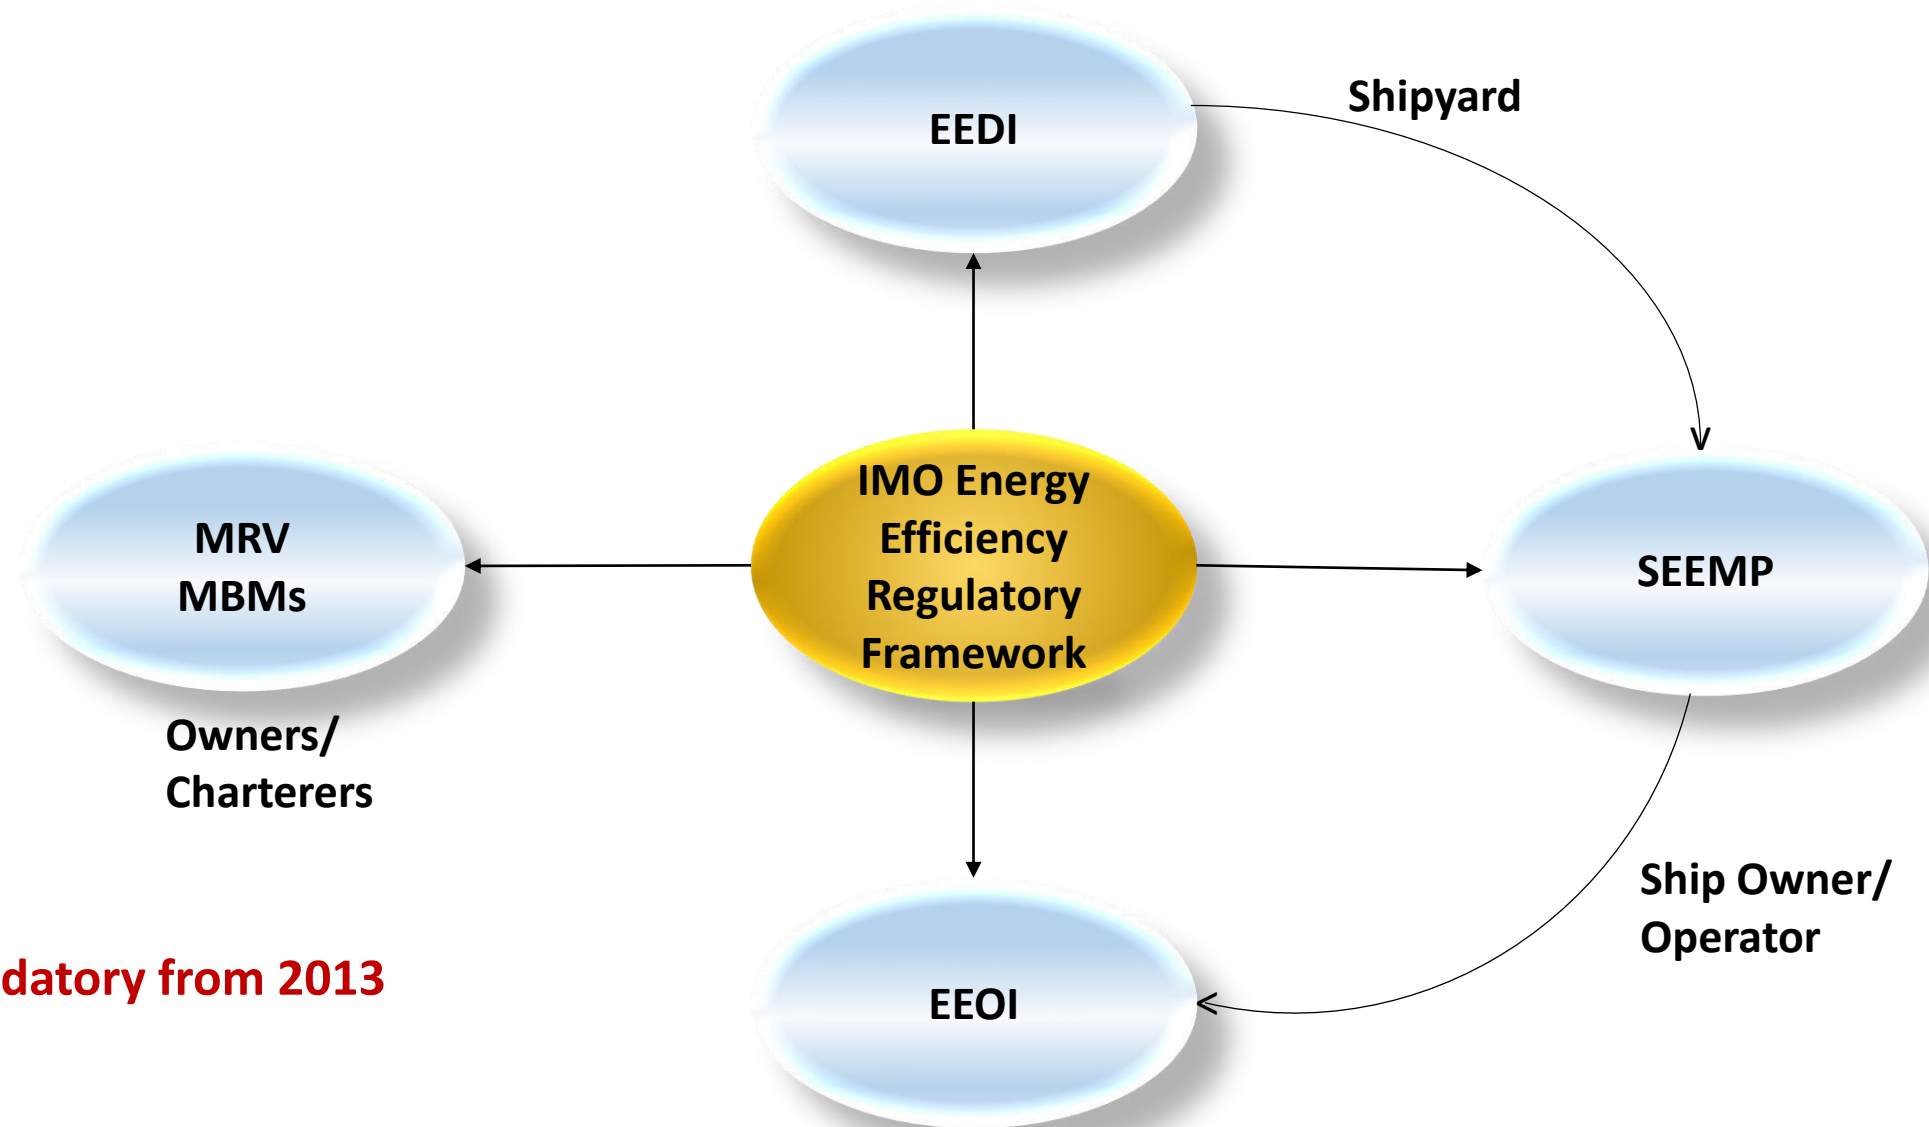 EEDI
Shipyard
IMO Energy
Efficiency
Regulatory
Framework
MRV
MBMs
SEEMP
Owners/
Charterers
Ship Owner/
Operator
datory from 2013
EEOI